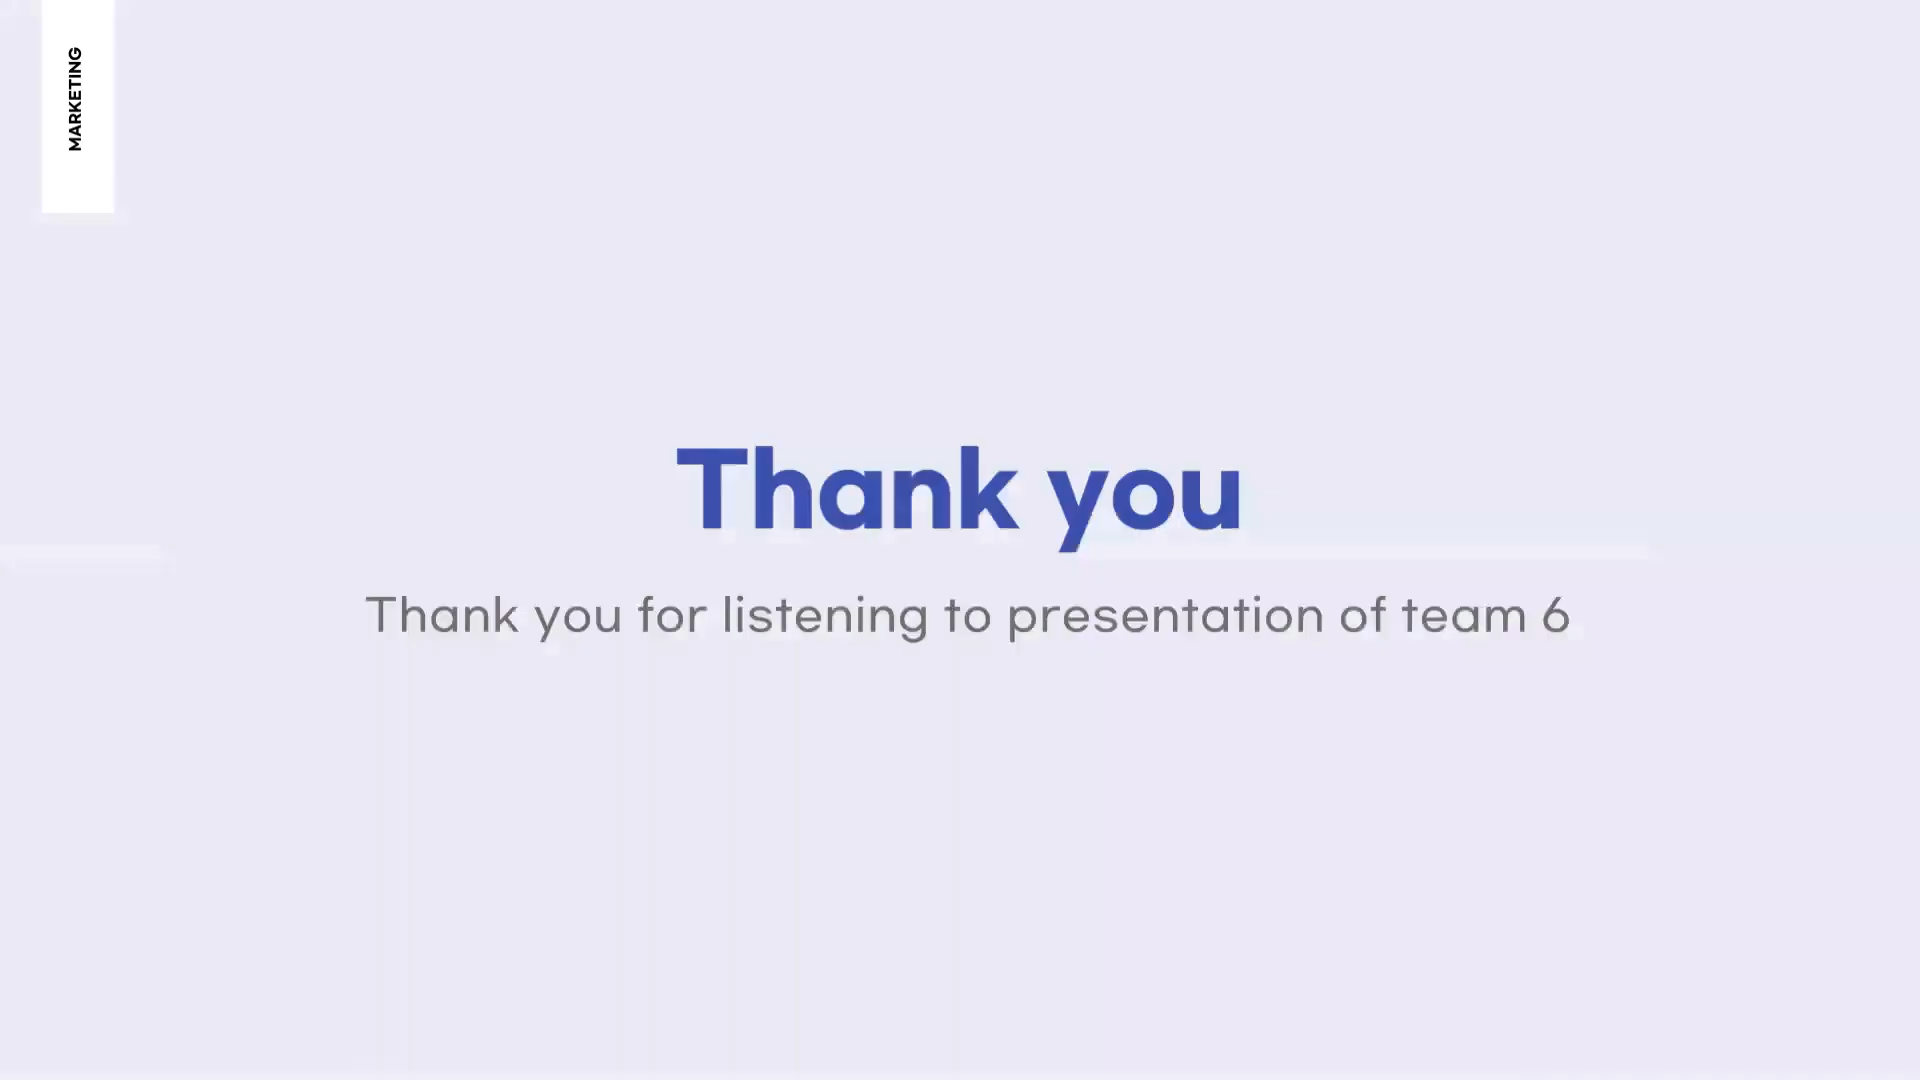 MARKETING
Thank you
Thank you for listening to presentation of team 6